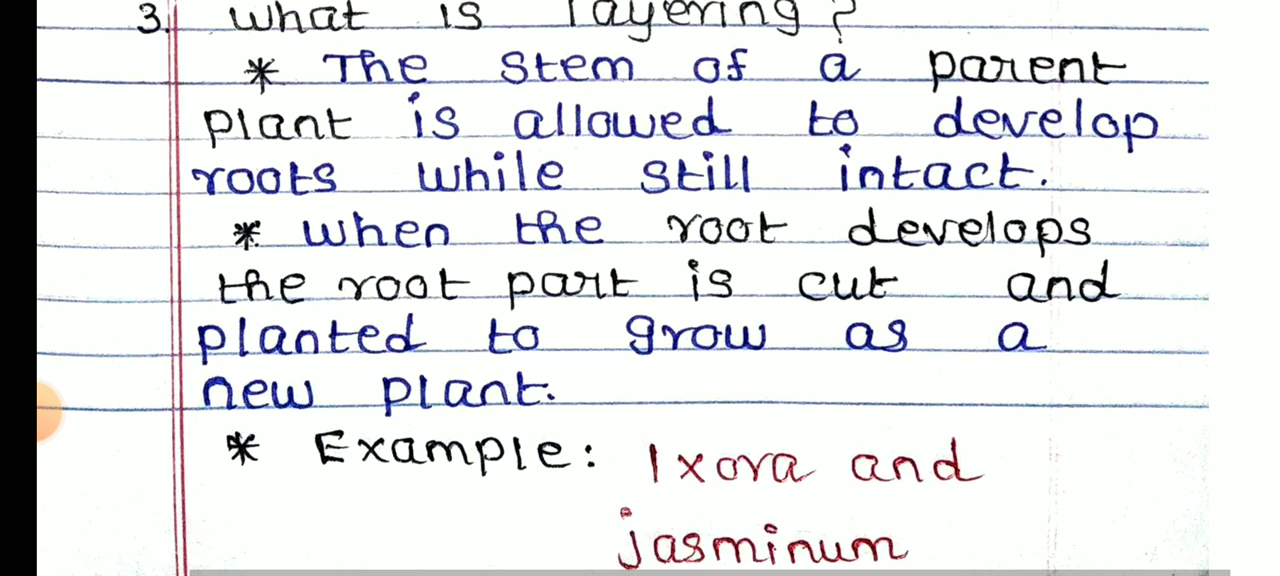 3. What is layering?
* The stem of a parent
plant is allowed to develop
roots while still intact.
* When the root develops
the root part is cut and
planted to grow as a
new plant.
* Example: Ixora and
jasminum